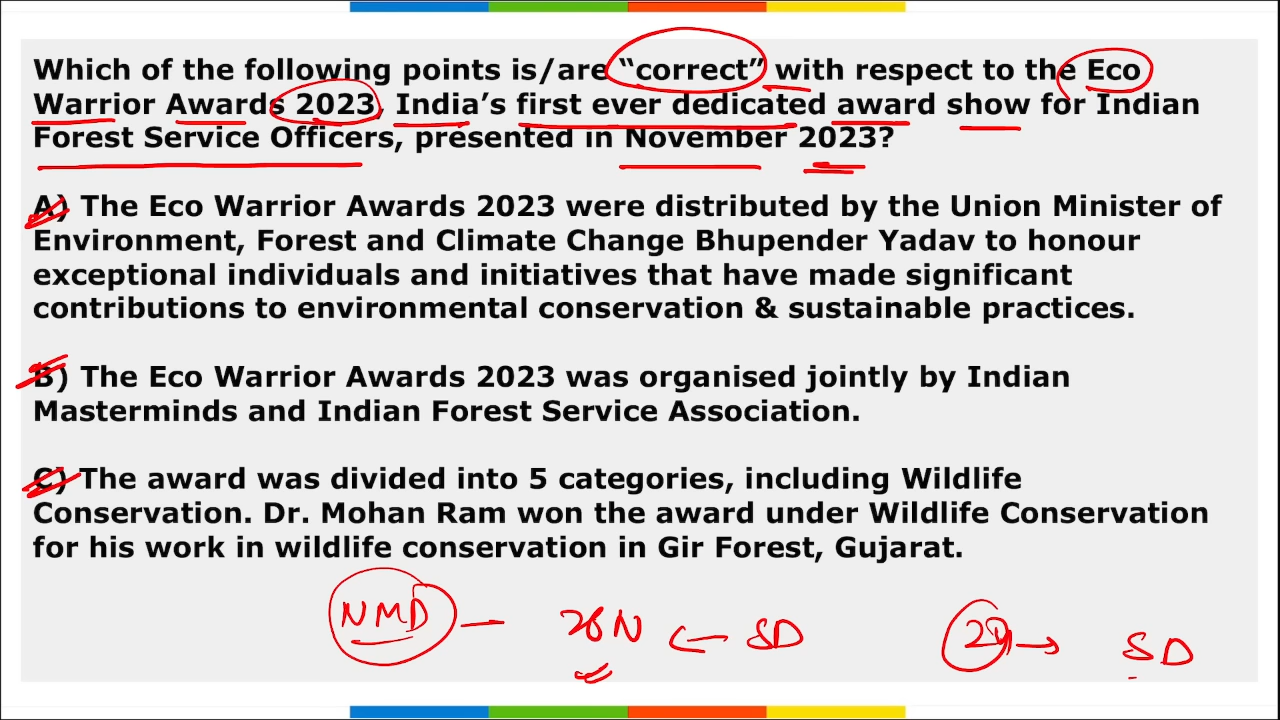 Which of the following points is/are “correct” with respect to the Eco
Warrior Awards 2023, India’s first ever dedicated award show for Indian
Forest Service Officers, presented in November 2023?
A) The Eco Warrior Awards 2023 were distributed by the Union Minister of
Environment, Forest and Climate Change Bhupender Yadav to honour
exceptional individuals and initiatives that have made significant
contributions to environmental conservation & sustainable practices.
B) The Eco Warrior Awards 2023 was organised jointly by Indian
Masterminds and Indian Forest Service Association.
C) The award was divided into 5 categories, including Wildlife
Conservation. Dr. Mohan Ram won the award under Wildlife Conservation
for his work in wildlife conservation in Gir Forest, Gujarat.
NMD – 26N ← SD → SD